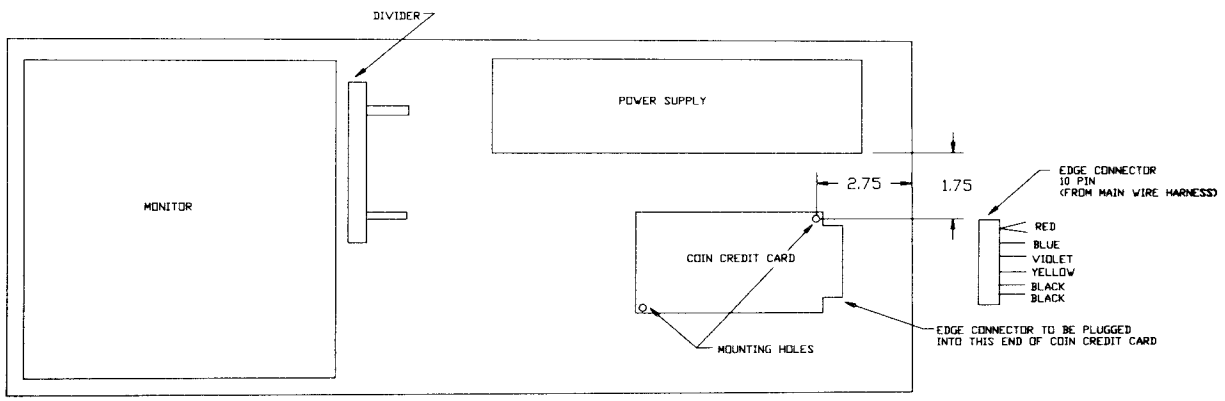 DIVIDER
POWER SUPPLY
2.75
1.75
EDGE CONNECTOR
10 PIN
(FROM MAIN WIRE HARNESS)
MONITOR
RED
BLUE
VIOLET
YELLOW
BLACK
BLACK
COIN CREDIT CARD
EDGE CONNECTOR TO BE PLUGGED
INTO THIS END OF COIN CREDIT CARD
MOUNTING HOLES